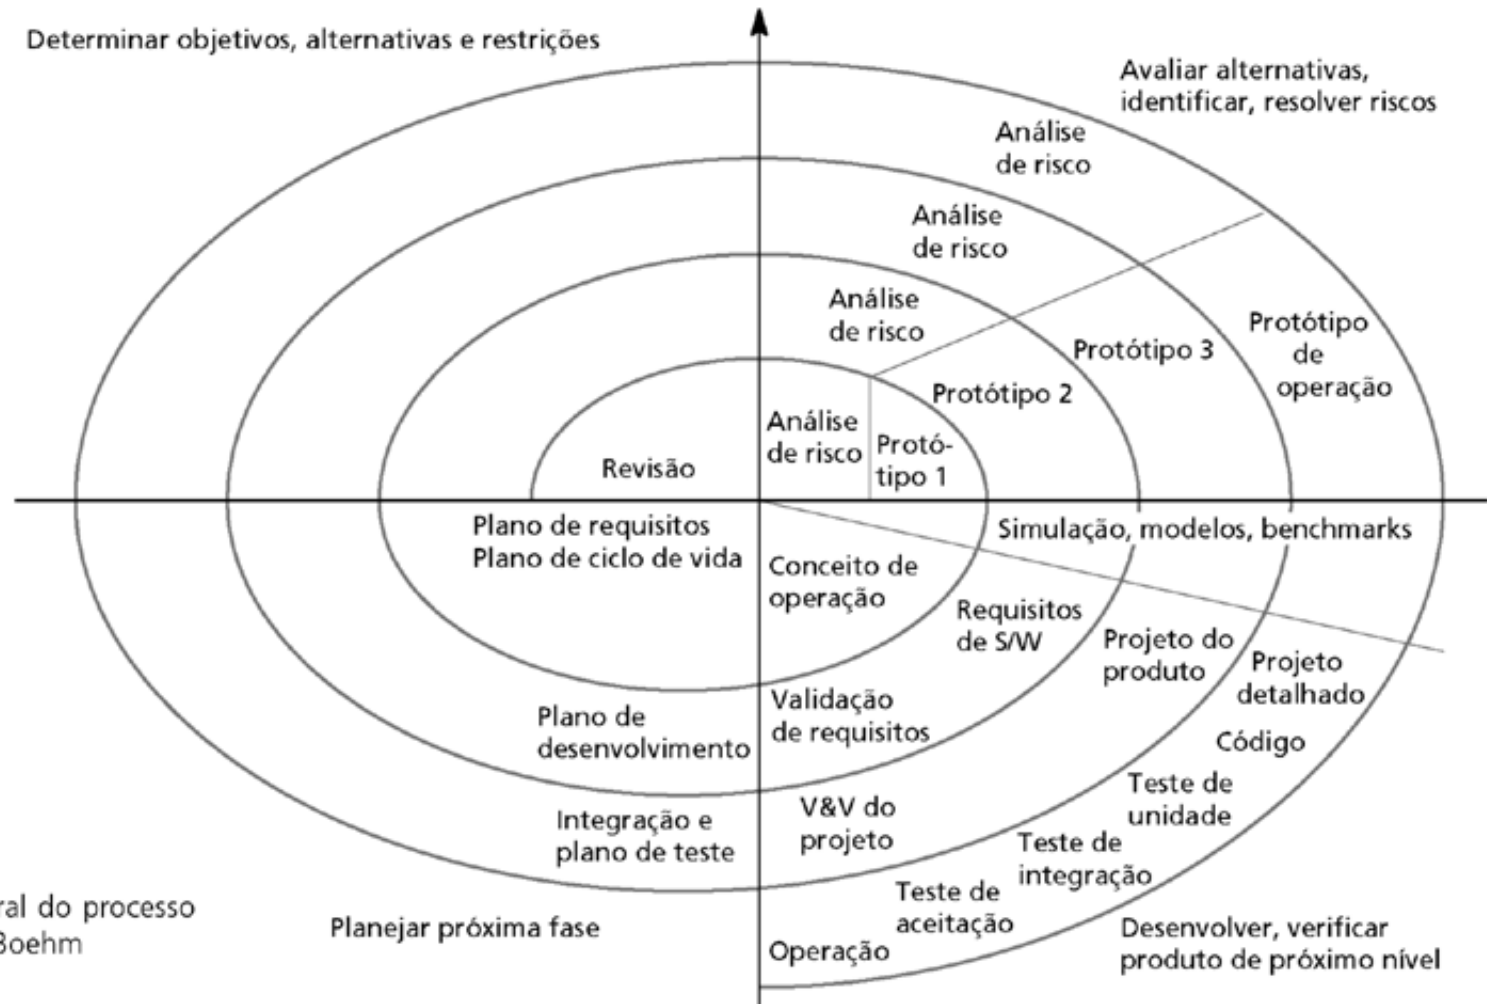 Determinar objetivos, alternativas e restrições
Avaliar alternativas,
identificar, resolver riscos
Análise
de risco
Análise
de risco
Análise
de risco
Protótipo
de
operação
Protótipo 3
Protótipo 2
Análise
de risco
Protó-
tipo 1
Revisão
Plano de requisitos
Plano de ciclo de vida
Simulação, modelos, benchmarks
Conceito de
operação
Requisitos
de S/W
Projeto do
produto
Projeto
detalhado
Plano de
desenvolvimento
Validação
de requisitos
Código
Teste de
unidade
Integração e
plano de teste
V&V do
projeto
Teste de
integração
Teste de
aceitação
Operação
ral do processo
Boehm
Planejar próxima fase
Desenvolver, verificar
produto de próximo nível